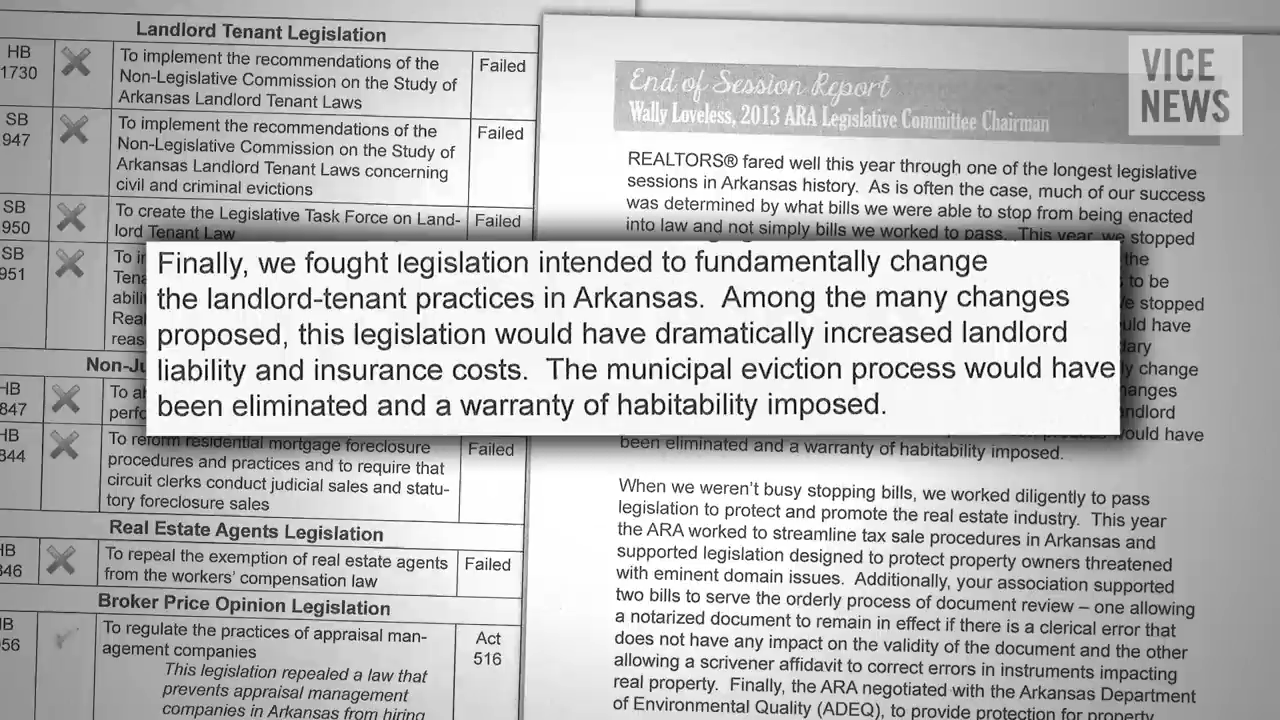 Landlord Tenant Legislation
HB 1730
To implement the recommendations of the
Non-Legislative Commission on the Study of
Arkansas Landlord Tenant Laws
Failed
SB 947
To implement the recommendations of the
Non-Legislative Commission on the Study of
Arkansas Landlord Tenant Laws concerning
civil and criminal evictions
Failed
SB 950
To create the Legislative Task Force on Land-
lord Tenant Law
Failed
SB 951
HB 847
HB 844
To reform residential mortgage foreclosure
procedures and practices and to require that
circuit clerks conduct judicial sales and statu-
tory foreclosure sales
Failed
Real Estate Agents Legislation
HB 846
To repeal the exemption of real estate agents
from the workers' compensation law
Failed
Broker Price Opinion Legislation
56
To regulate the practices of appraisal man-
agement companies
Act
516
This legislation repealed a law that
prevents appraisal management
companies in Arkansas from hiring
VICE
NEWS
End of Session Report
Wally Loveless, 2013 ARA Legislative Committee Chairman
REALTORS® fared well this year through one of the longest legislative
sessions in Arkansas history. As is often the case, much of our success
was determined by what bills we were able to stop from being enacted
into law and not simply bills we worked to pass. This year, we stopped
Finally, we fought legislation intended to fundamentally change
the landlord-tenant practices in Arkansas. Among the many changes
proposed, this legislation would have dramatically increased landlord
liability and insurance costs. The municipal eviction process would have
been eliminated and a warranty of habitability imposed.
been eliminated and a warranty of habitability imposed.
When we weren't busy stopping bills, we worked diligently to pass
legislation to protect and promote the real estate industry. This year
the ARA worked to streamline tax sale procedures in Arkansas and
supported legislation designed to protect property owners threatened
with eminent domain issues. Additionally, your association supported
two bills to serve the orderly process of document review – one allowing
a notarized document to remain in effect if there is a clerical error that
does not have any impact on the validity of the document and the other
allowing a scrivener affidavit to correct errors in instruments impacting
real property. Finally, the ARA negotiated with the Arkansas Department
of Environmental Quality (ADEQ), to provide protection for property